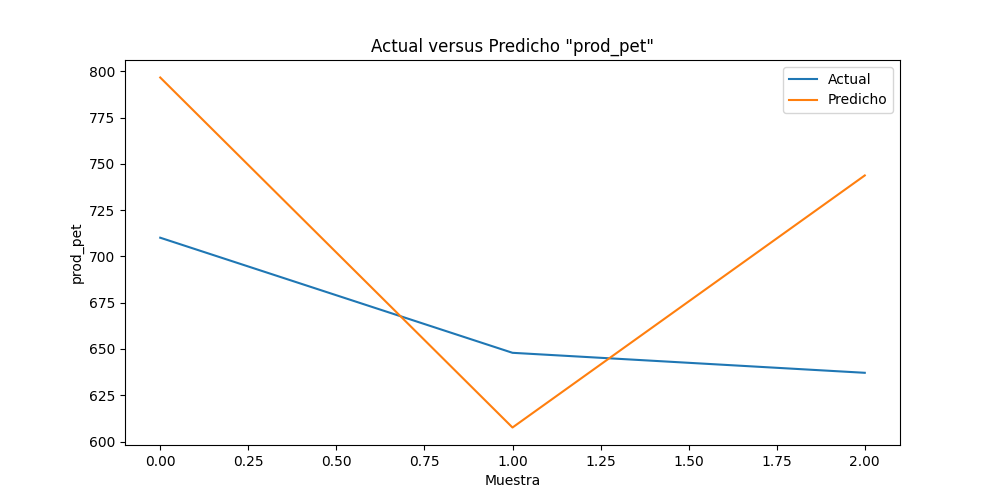 Actual versus Predicho "prod_pet"
Actual
Predicho
prod_pet
800
775
750
725
700
675
650
625
600
0.00 0.25 0.50 0.75 1.00 1.25 1.50 1.75 2.00
Muestra